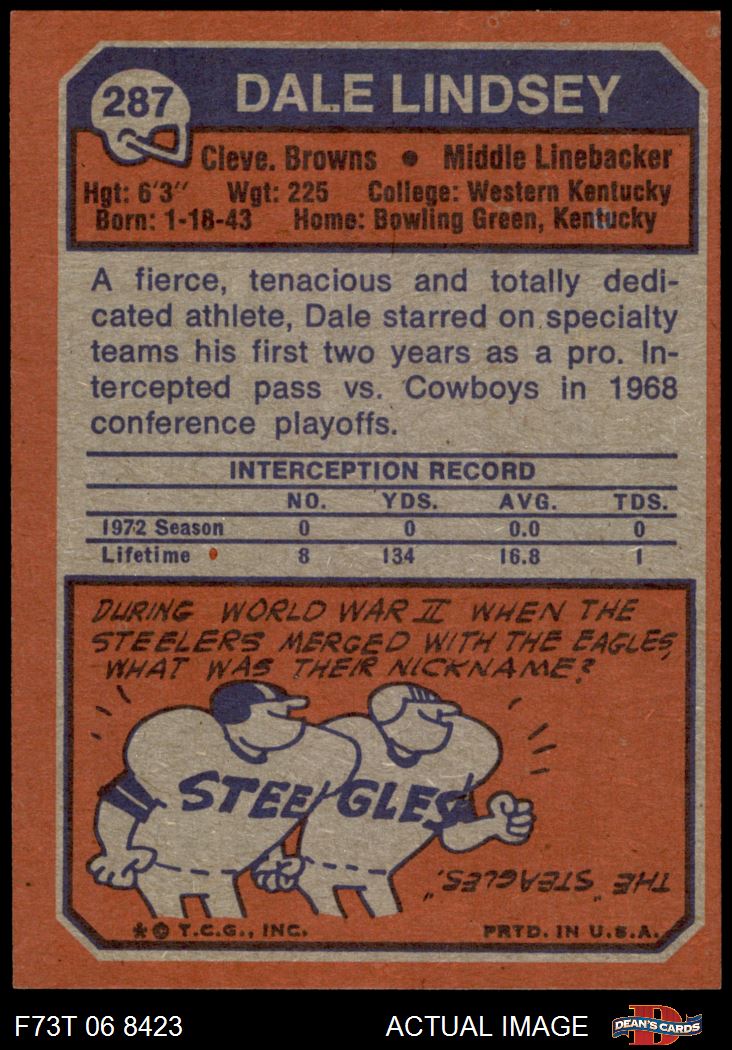 287
DALE LINDSEY
Cleve. Browns • Middle Linebacker
Hgt: 6'3" Wgt: 225 College: Western Kentucky
Born: 1-18-43 Home: Bowling Green, Kentucky
A fierce, tenacious and totally dedi-
cated athlete, Dale starred on specialty
teams his first two years as a pro. In-
tercepted pass vs. Cowboys in 1968
conference playoffs.
INTERCEPTION RECORD
NO. YDS. AVG. TDS.
1972 Season 0 0 0.0 0
Lifetime 8 134 16.8 1
DURING WORLD WAR II WHEN THE
STEELERS MERGED WITH THE EAGLES,
WHAT WAS THEIR NICKNAME?
STEE GLES
THE "STEAGLES."
* © T.C.G., INC. PRTD. IN U.S.A.
F73T 06 8423 ACTUAL IMAGE
D
DEAN'S CARDS